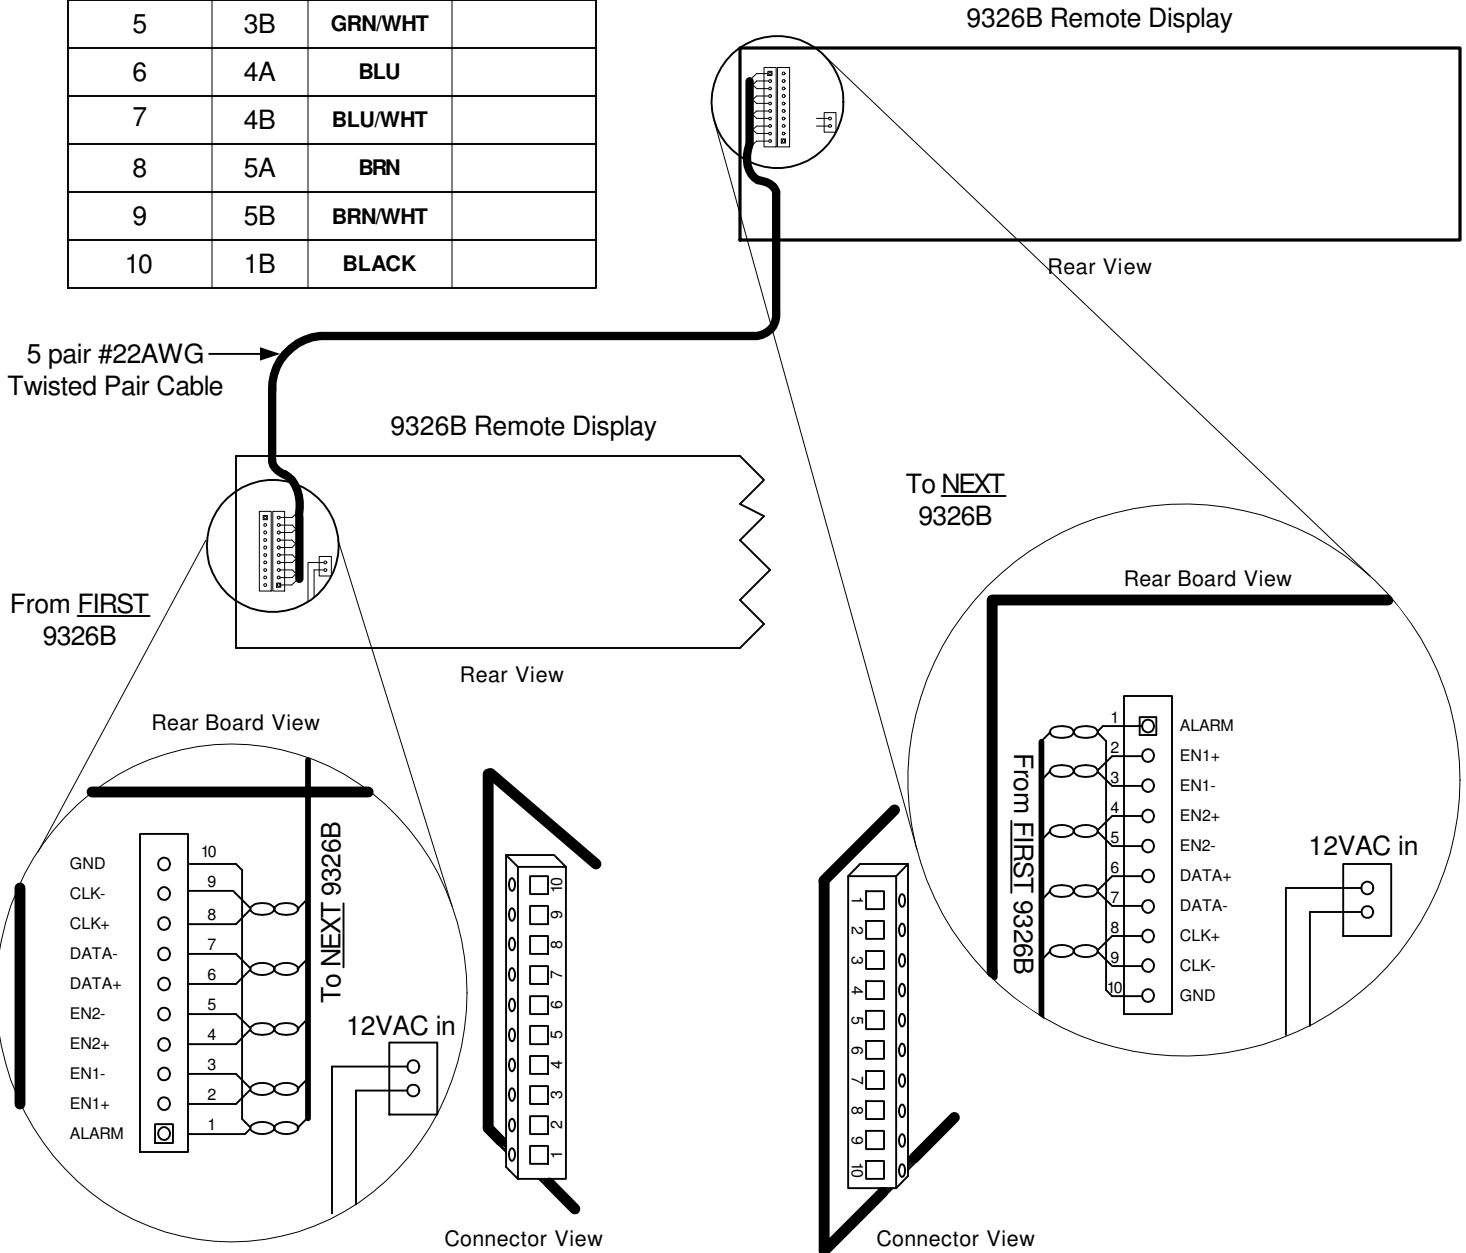 5 3B GRN/WHT
6 4A BLU
7 4B BLU/WHT
8 5A BRN
9 5B BRN/WHT
10 1B BLACK
9326B Remote Display
Rear View
5 pair #22AWG
Twisted Pair Cable
9326B Remote Display
Rear View
From FIRST
9326B
To NEXT
9326B
Rear Board View
GND 10
CLK- 9
CLK+ 8
DATA- 7
DATA+ 6
EN2- 5
EN2+ 4
EN1- 3
EN1+ 2
ALARM 1
To NEXT 9326B
12VAC in
10
9
8
7
6
5
4
3
2
1
Connector View
1
2
3
4
5
6
7
8
9
10
Connector View
Rear Board View
From FIRST 9326B
1 ALARM
2 EN1+
3 EN1-
4 EN2+
5 EN2-
6 DATA+
7 DATA-
8 CLK+
9 CLK-
10 GND
12VAC in